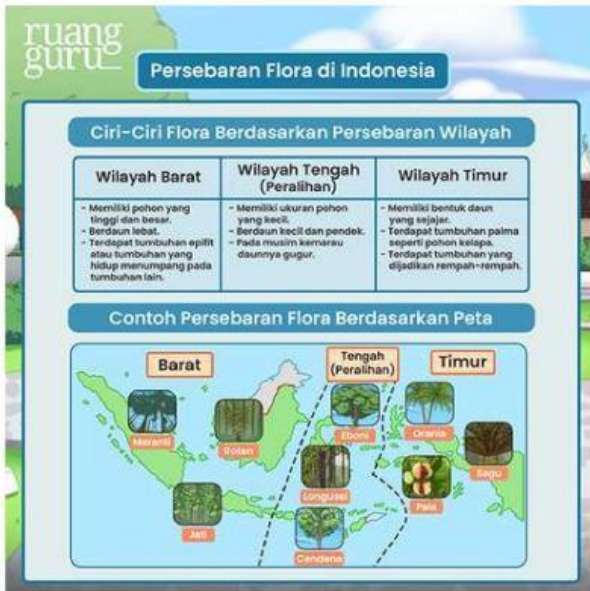 ruang
guru
Persebaran Flora di Indonesia
Ciri-Ciri Flora Berdasarkan Persebaran Wilayah
Wilayah Barat
- Memiliki pohon yang
tinggi dan besar.
- Berdaun lebat.
- Terdapat tumbuhan epifit
atau tumbuhan yang
hidup menumpang pada
tumbuhan lain.
Wilayah Tengah
(Peralihan)
- Memiliki ukuran pohon
yang kecil.
- Berdaun kecil dan pendek.
- Pada musim kemarau
daunnya gugur.
Wilayah Timur
- Memiliki bentuk daun
yang sejajar.
- Terdapat tumbuhan palma
seperti pohon kelapa.
- Terdapat tumbuhan yang
dijadikan rempah-rempah.
Contoh Persebaran Flora Berdasarkan Peta
Barat
Tengah
(Peralihan)
Timur
Meranti
Rotan
Eboni
Orania
Sagu
Longusei
Pala
Jati
Cendana